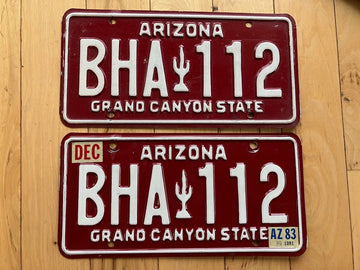 ARIZONA
BHA 112
GRAND CANYON STATE
DEC
ARIZONA
BHA 112
GRAND CANYON STATE
AZ 83